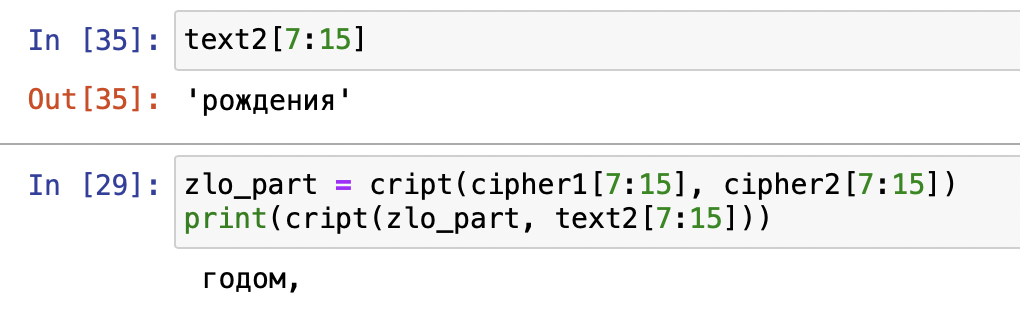 In [35]: text2[7:15]
Out[35]: 'рождения'
In [29]: zlo_part = cript(cipher1[7:15], cipher2[7:15])
print(cript(zlo_part, text2[7:15]))
годом,